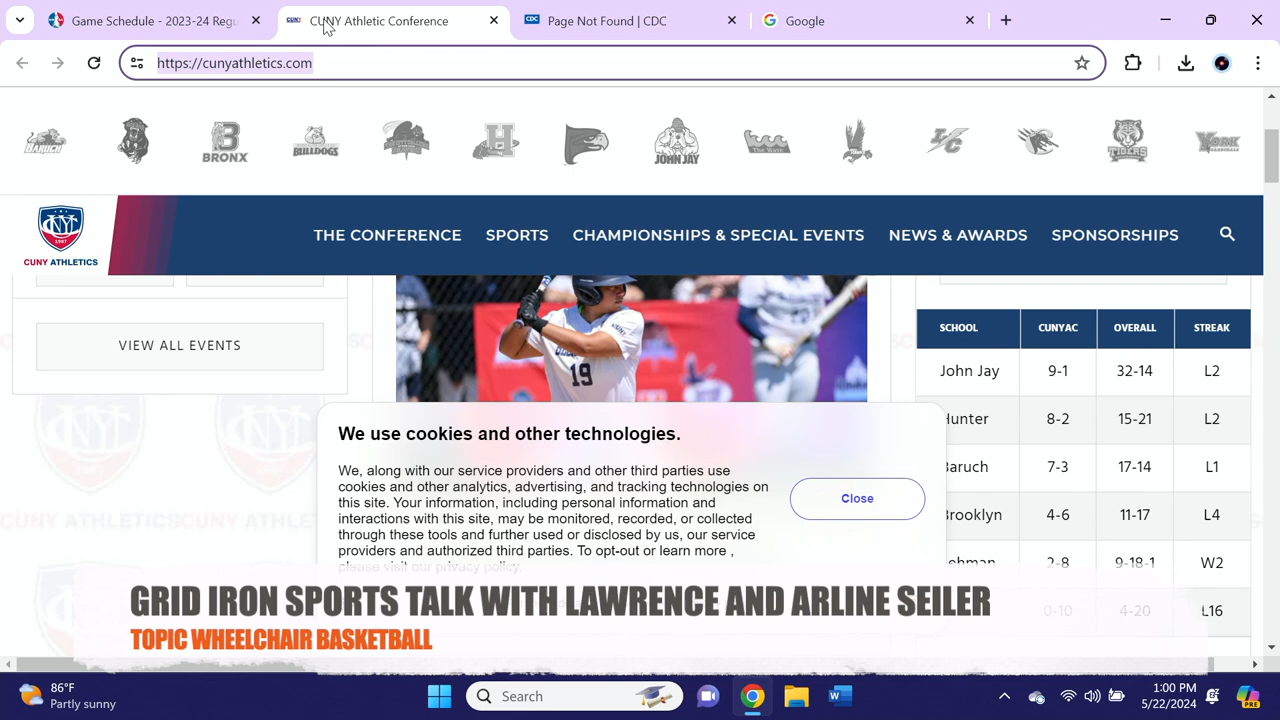 Game Schedule - 2023-24 Regu
CUNY Athletic Conference
Page Not Found | CDC
Google
https://cunyathletics.com
BARUCH
B
BRONX
BULLDOGS
H
JOHN JAY
The Wave
TIGERS
York
CUNY
1987
CUNY ATHLETICS
THE CONFERENCE
SPORTS
CHAMPIONSHIPS & SPECIAL EVENTS
NEWS & AWARDS
SPONSORSHIPS
VIEW ALL EVENTS
19
SCHOOL CUNYAC OVERALL STREAK
John Jay 9-1 32-14 L2
Hunter 8-2 15-21 L2
Baruch 7-3 17-14 L1
Brooklyn 4-6 11-17 L4
Lehman 2-8 9-18-1 W2
0-10 4-20 L16
We use cookies and other technologies.
We, along with our service providers and other third parties use
cookies and other analytics, advertising, and tracking technologies on
this site. Your information, including personal information and
interactions with this site, may be monitored, recorded, or collected
through these tools and further used or disclosed by us, our service
providers and authorized third parties. To opt-out or learn more ,
please visit our privacy policy.
Close
GRID IRON SPORTS TALK WITH LAWRENCE AND ARLINE SEILER
TOPIC WHEELCHAIR BASKETBALL
86°F
Partly sunny
Search
1:00 PM
5/22/2024